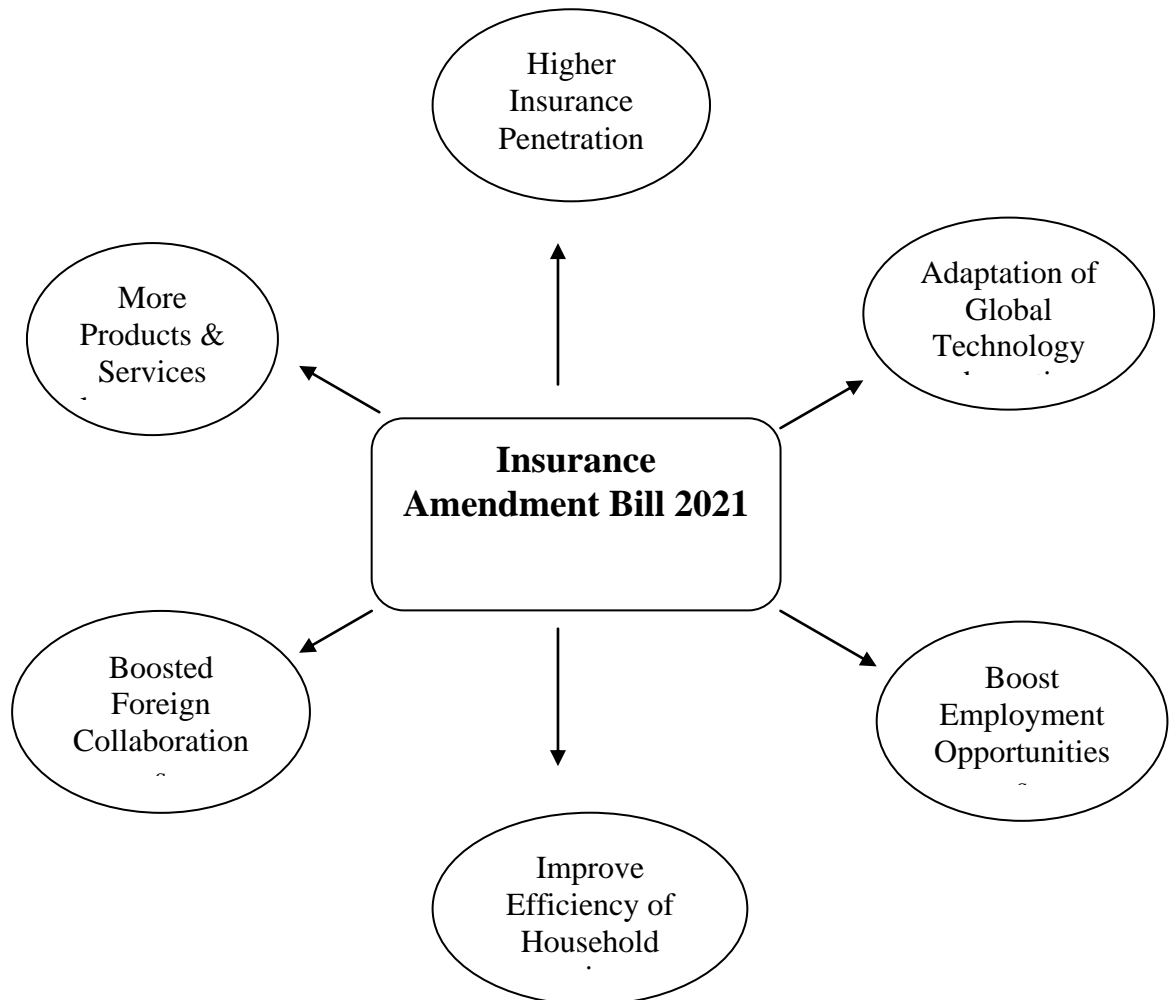 Higher
Insurance
Penetration
Adaptation of
Global
Technology
More
Products &
Services
Insurance
Amendment Bill 2021
Boosted
Foreign
Collaboration
s
Boost
Employment
Opportunities
Improve
Efficiency of
Household